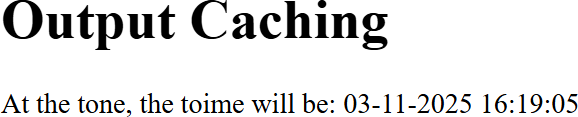 Output Caching
At the tone, the toime will be: 03-11-2025 16:19:05